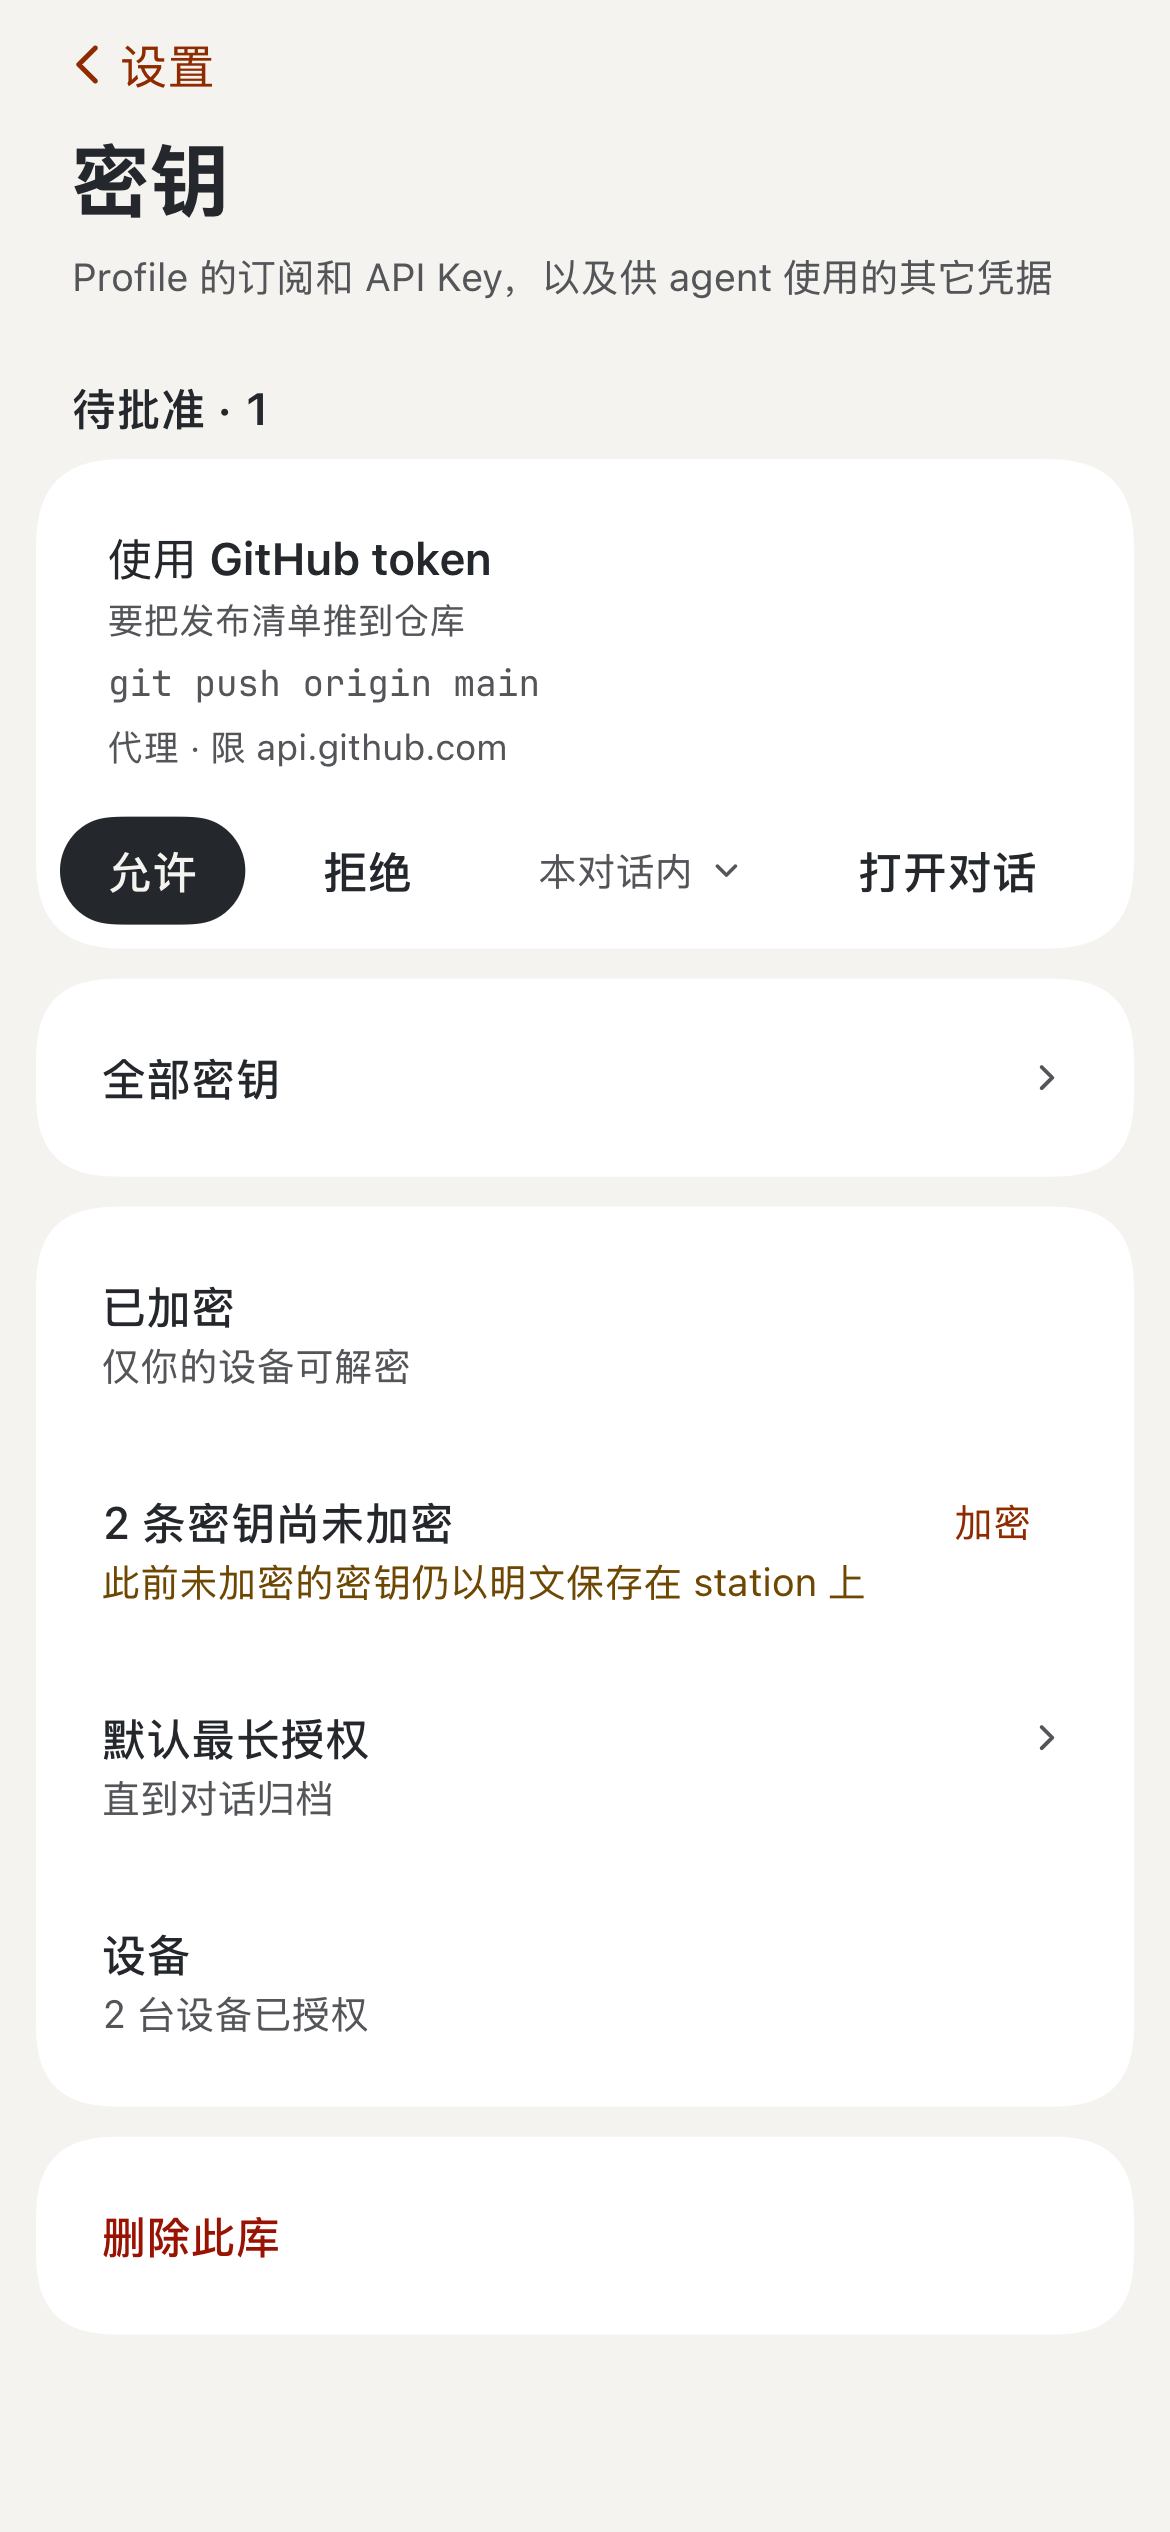 设置
密钥
Profile 的订阅和 API Key，以及供 agent 使用的其它凭据
待批准 · 1
使用 GitHub token
要把发布清单推到仓库
git push origin main
代理 · 限 api.github.com
允许 拒绝 本对话内 打开对话
全部密钥
已加密
仅你的设备可解密
2 条密钥尚未加密 加密
此前未加密的密钥仍以明文保存在 station 上
默认最长授权
直到对话归档
设备
2 台设备已授权
删除此库